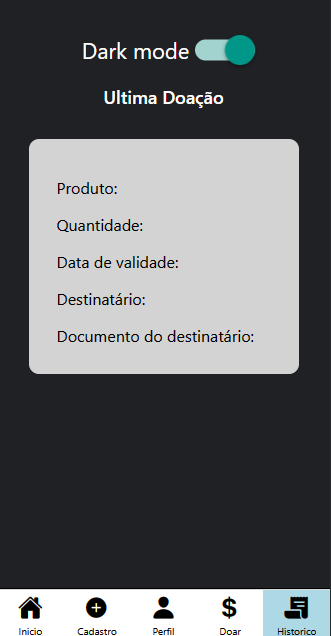 Dark mode
Ultima Doação
Produto:
Quantidade:
Data de validade:
Destinatário:
Documento do destinatário:
Inicio Cadastro Perfil Doar Historico